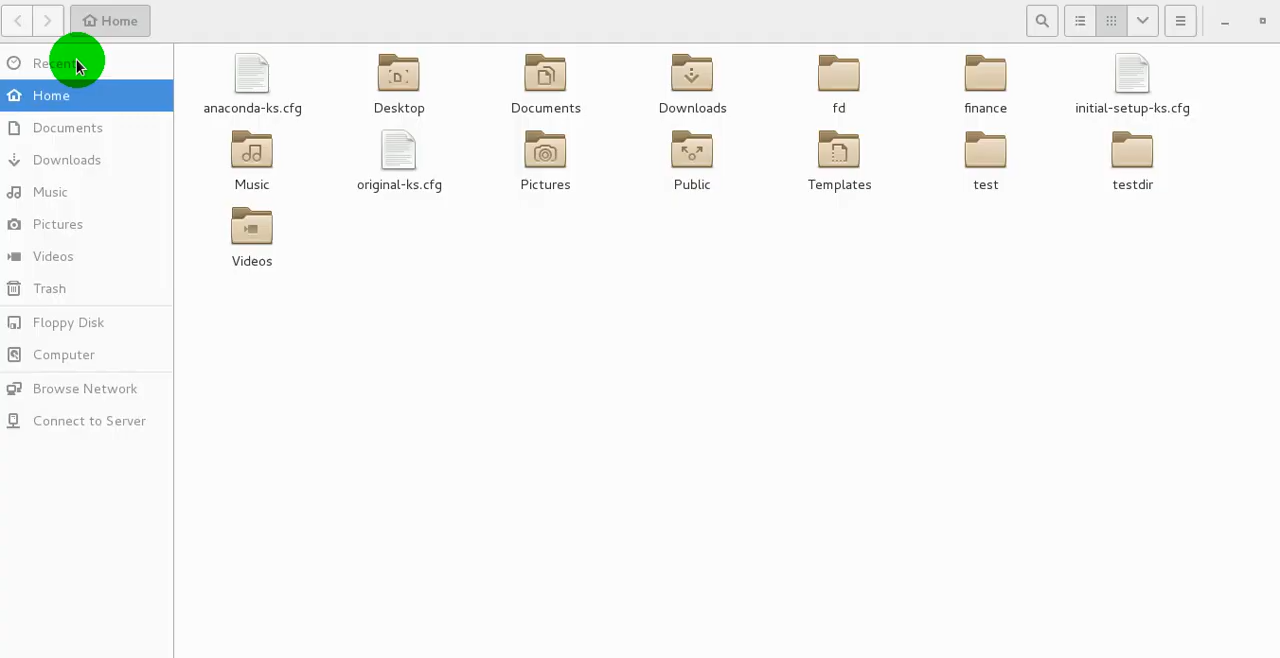 Home
Recent
Home
Documents
Downloads
Music
Pictures
Videos
Trash
Floppy Disk
Computer
Browse Network
Connect to Server
anaconda-ks.cfg
Desktop
Documents
Downloads
fd
finance
initial-setup-ks.cfg
Music
original-ks.cfg
Pictures
Public
Templates
test
testdir
Videos